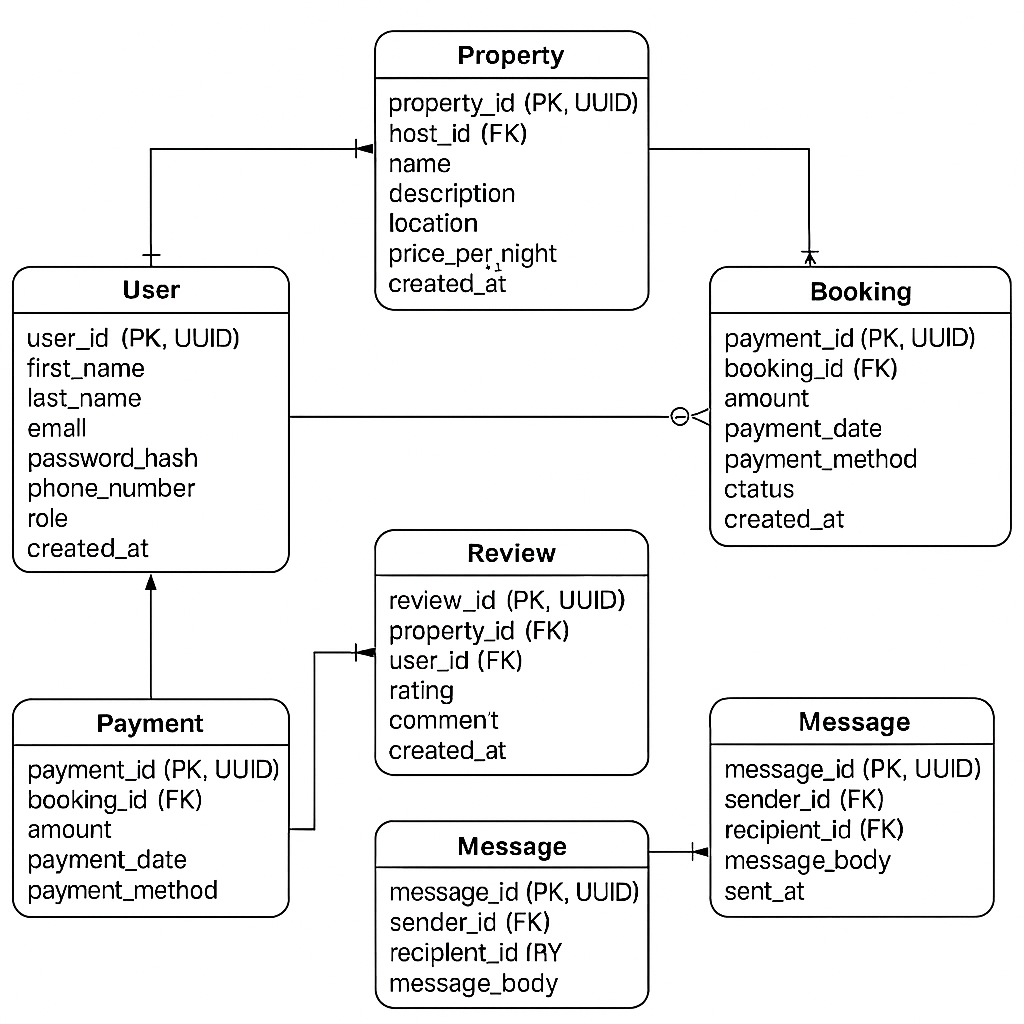 Property
property_id (PK, UUID)
host_id (FK)
name
description
location
price_per_night
created_at
User
user_id (PK, UUID)
first_name
last_name
emall
password_hash
phone_number
role
created_at
Booking
payment_id (PK, UUID)
booking_id (FK)
amount
payment_date
payment_method
ctatus
created_at
Review
review_id (PK, UUID)
property_id (FK)
user_id (FK)
rating
comment
created_at
Payment
payment_id (PK, UUID)
booking_id (FK)
amount
payment_date
payment_method
Message
message_id (PK, UUID)
sender_id (FK)
recipient_id (FK)
message_body
sent_at
Message
message_id (PK, UUID)
sender_id (FK)
reciplent_id
message_body